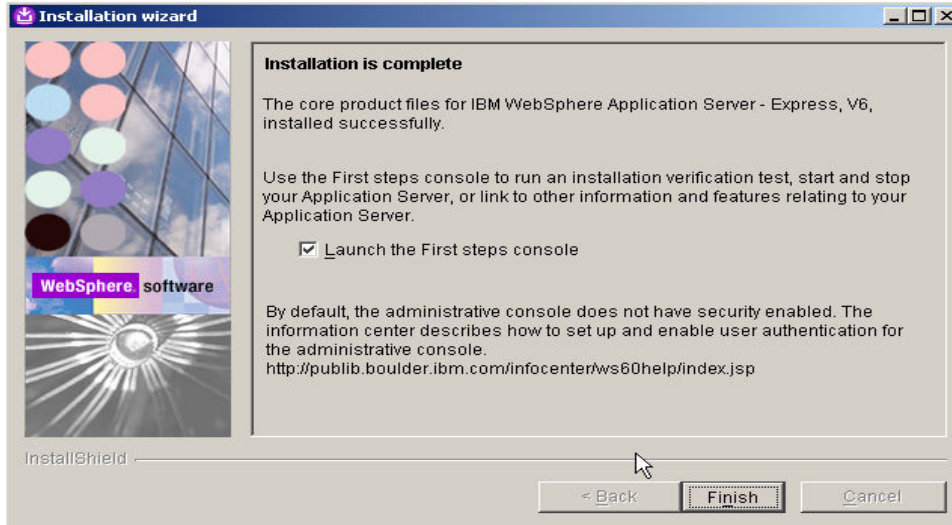 Installation wizard
Installation is complete
The core product files for IBM WebSphere Application Server - Express, V6,
installed successfully.
Use the First steps console to run an installation verification test, start and stop
your Application Server, or link to other information and features relating to your
Application Server.
Launch the First steps console
WebSphere. software
By default, the administrative console does not have security enabled. The
information center describes how to set up and enable user authentication for
the administrative console.
http://publib.boulder.ibm.com/infocenter/ws60help/index.jsp
InstallShield
< Back Finish Cancel